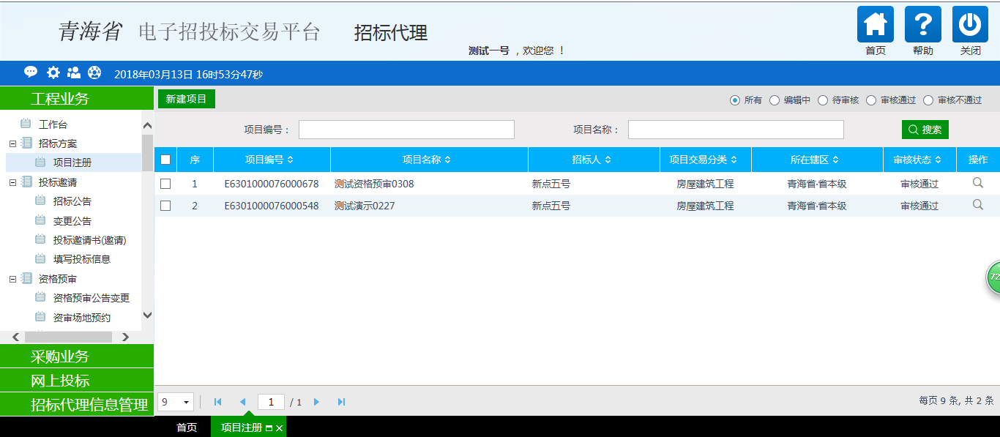 青海省 电子招投标交易平台 招标代理
测试一号 ，欢迎您 ！
首页 帮助 关闭
2018年03月13日 16时53分47秒
工程业务
工作台
招标方案
项目注册
投标邀请
招标公告
变更公告
投标邀请书(邀请)
填写投标信息
资格预审
资格预审公告变更
资审场地预约
采购业务
网上投标
招标代理信息管理
新建项目 所有 编辑中 待审核 审核通过 审核不通过
项目编号： 项目名称： 搜索
序 项目编号 项目名称 招标人 项目交易分类 所在辖区 审核状态 操作
1 E6301000076000678 测试资格预审0308 新点五号 房屋建筑工程 青海省·省本级 审核通过
2 E6301000076000548 测试演示0227 新点五号 房屋建筑工程 青海省·省本级 审核通过
72
9 1 / 1 每页 9 条, 共 2 条
首页 项目注册